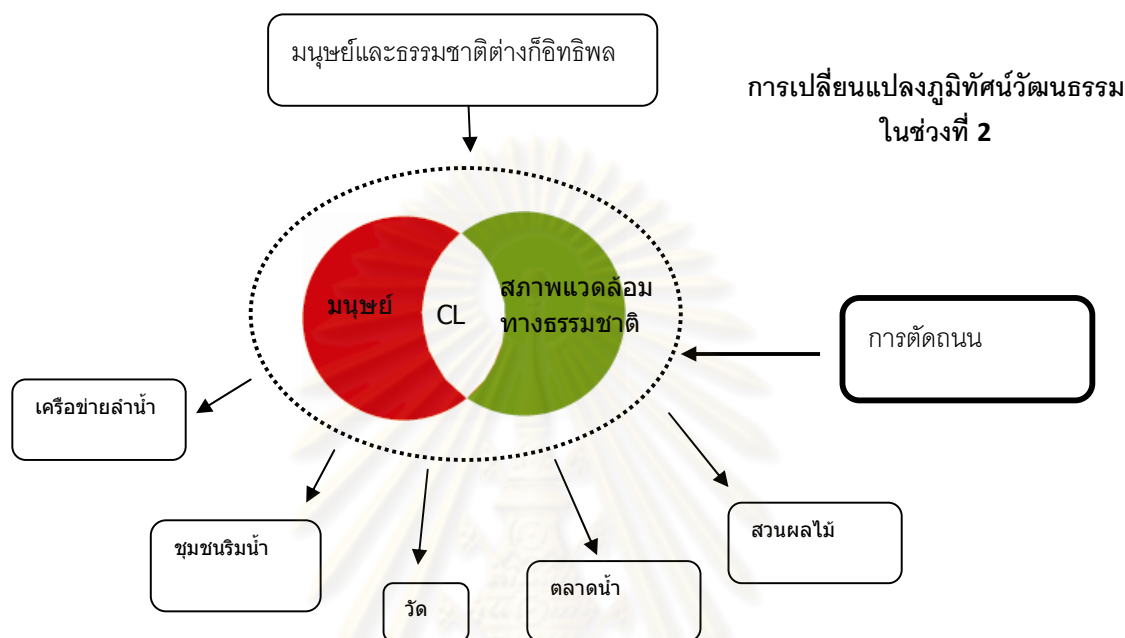 มนุษย์และธรรมชาติต่างก็อิทธิพล
การเปลี่ยนแปลงภูมิทัศน์วัฒนธรรม
ในช่วงที่ 2
มนุษย์
CL
สภาพแวดล้อม
ทางธรรมชาติ
การตัดถนน
เครือข่ายลำน้ำ
ชุมชนริมน้ำ
วัด
ตลาดน้ำ
สวนผลไม้